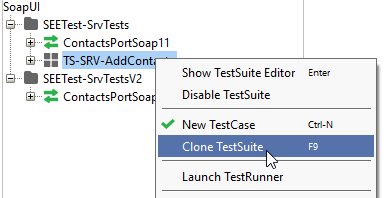 SoapUI
SEETest-SrvTests
ContactsPortSoap11
TS-SRV-AddConta
Show TestSuite Editor Enter
SEETest-SrvTestsV2
Disable TestSuite
ContactsPortSoap
New TestCase Ctrl-N
Clone TestSuite F9
Launch TestRunner